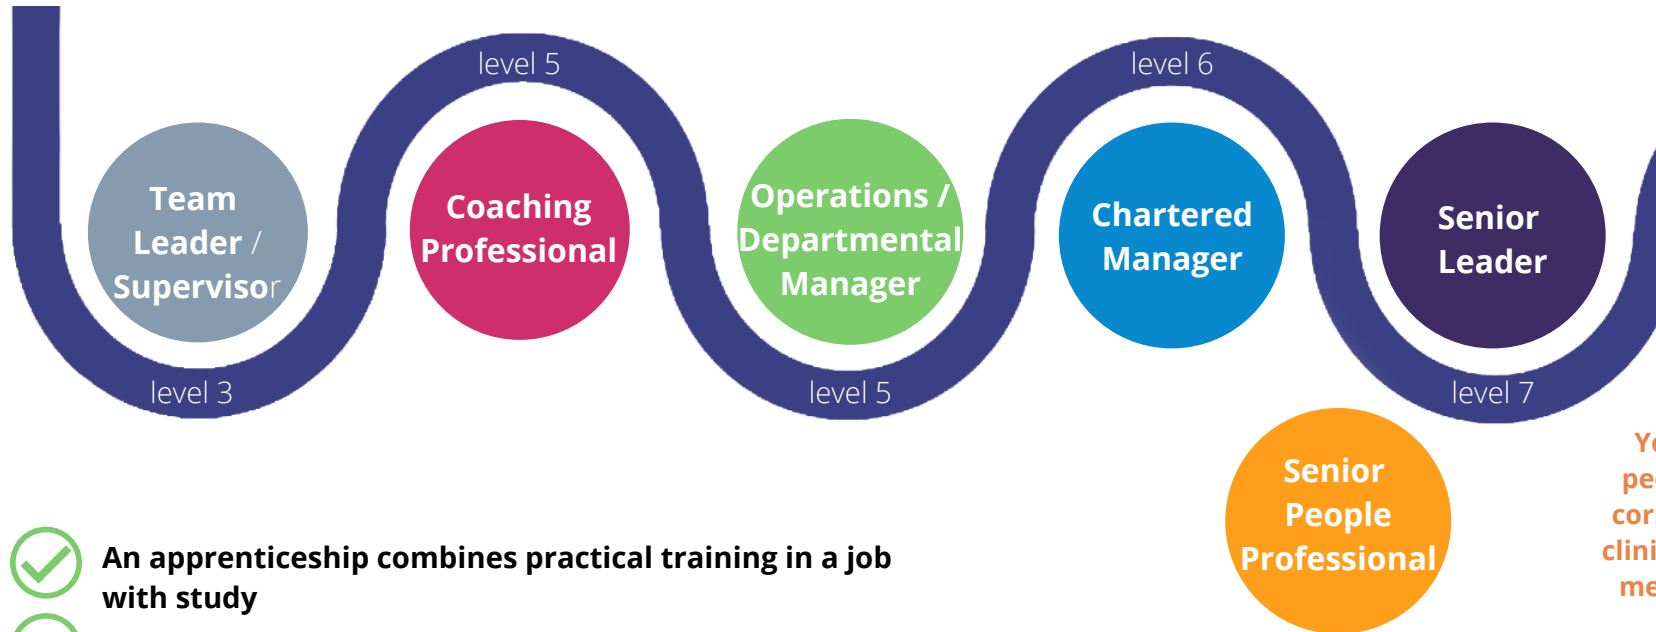 level 5
level 6
Team
Leader /
Supervisor
Coaching
Professional
Operations /
Departmental
Manager
Chartered
Manager
Senior
Leader
level 3
level 5
level 7
Senior
People
Professional
An apprenticeship combines practical training in a job
with study